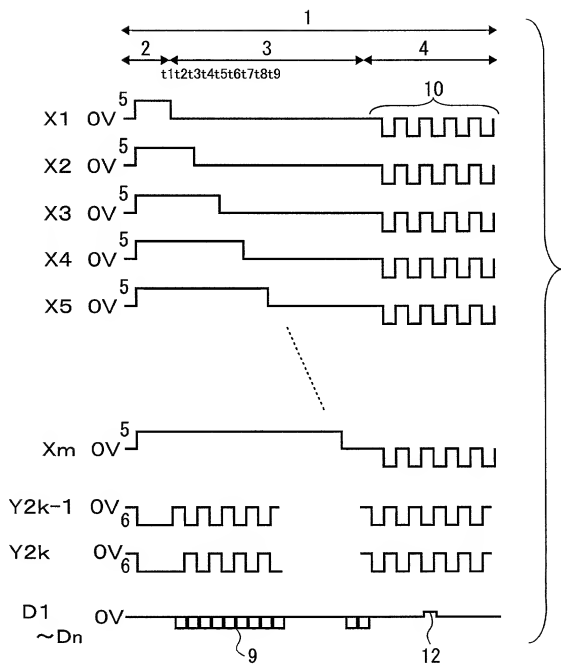 1
2 3 4
t1t2t3t4t5t6t7t8t9
10
5
X1 0V
5
X2 0V
5
X3 0V
5
X4 0V
5
X5 0V
5
Xm 0V
Y2k-1 0V
6
Y2k 0V
6
D1 0V
~Dn
9 12